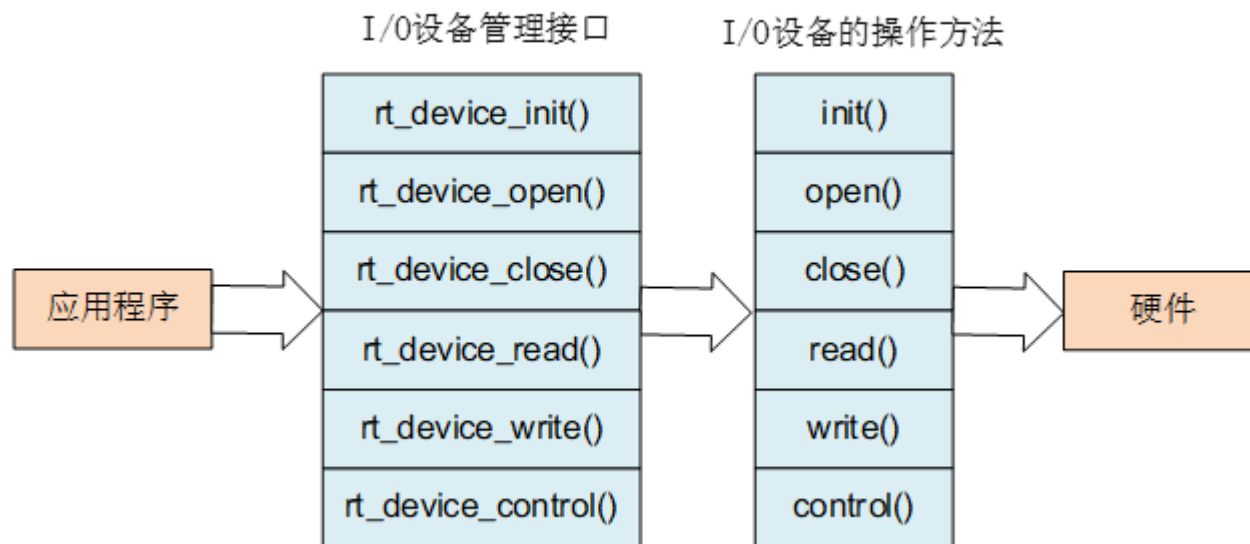 I/O设备管理接口
I/O设备的操作方法
rt_device_init()
rt_device_open()
rt_device_close()
rt_device_read()
rt_device_write()
rt_device_control()
init()
open()
close()
read()
write()
control()
应用程序
硬件